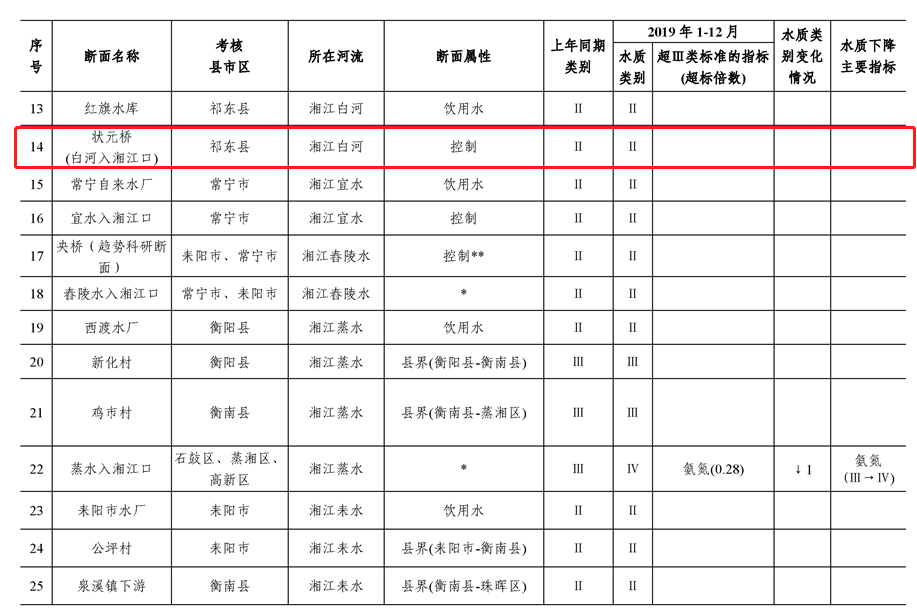 序号 断面名称 考核县市区 所在河流 断面属性 上年同期类别 2019 年 1-12 月 水质类别 超Ⅲ类标准的指标(超标倍数) 水质类别变化情况 水质下降主要指标
13 红旗水库 祁东县 湘江白河 饮用水 Ⅱ Ⅱ
14 状元桥(白河入湘江口) 祁东县 湘江白河 控制 Ⅱ Ⅱ
15 常宁自来水厂 常宁市 湘江宜水 饮用水 Ⅱ Ⅱ
16 宜水入湘江口 常宁市 湘江宜水 控制 Ⅱ Ⅱ
17 央桥（趋势科研断面） 耒阳市、常宁市 湘江舂陵水 控制** Ⅱ Ⅱ
18 舂陵水入湘江口 常宁市、耒阳市 湘江舂陵水 * Ⅱ Ⅱ
19 西渡水厂 衡阳县 湘江蒸水 饮用水 Ⅱ Ⅱ
20 新化村 衡阳县 湘江蒸水 县界(衡阳县-衡南县) Ⅲ Ⅲ
21 鸡市村 衡南县 湘江蒸水 县界(衡南县-蒸湘区) Ⅲ Ⅲ
22 蒸水入湘江口 石鼓区、蒸湘区、高新区 湘江蒸水 * Ⅲ Ⅳ 氨氮(0.28) ↓1 氨氮（Ⅲ→Ⅳ）
23 耒阳市水厂 耒阳市 湘江耒水 饮用水 Ⅱ Ⅱ
24 公坪村 耒阳市 湘江耒水 县界(耒阳市-衡南县) Ⅱ Ⅱ
25 泉溪镇下游 衡南县 湘江耒水 县界(衡南县-珠晖区) Ⅱ Ⅱ